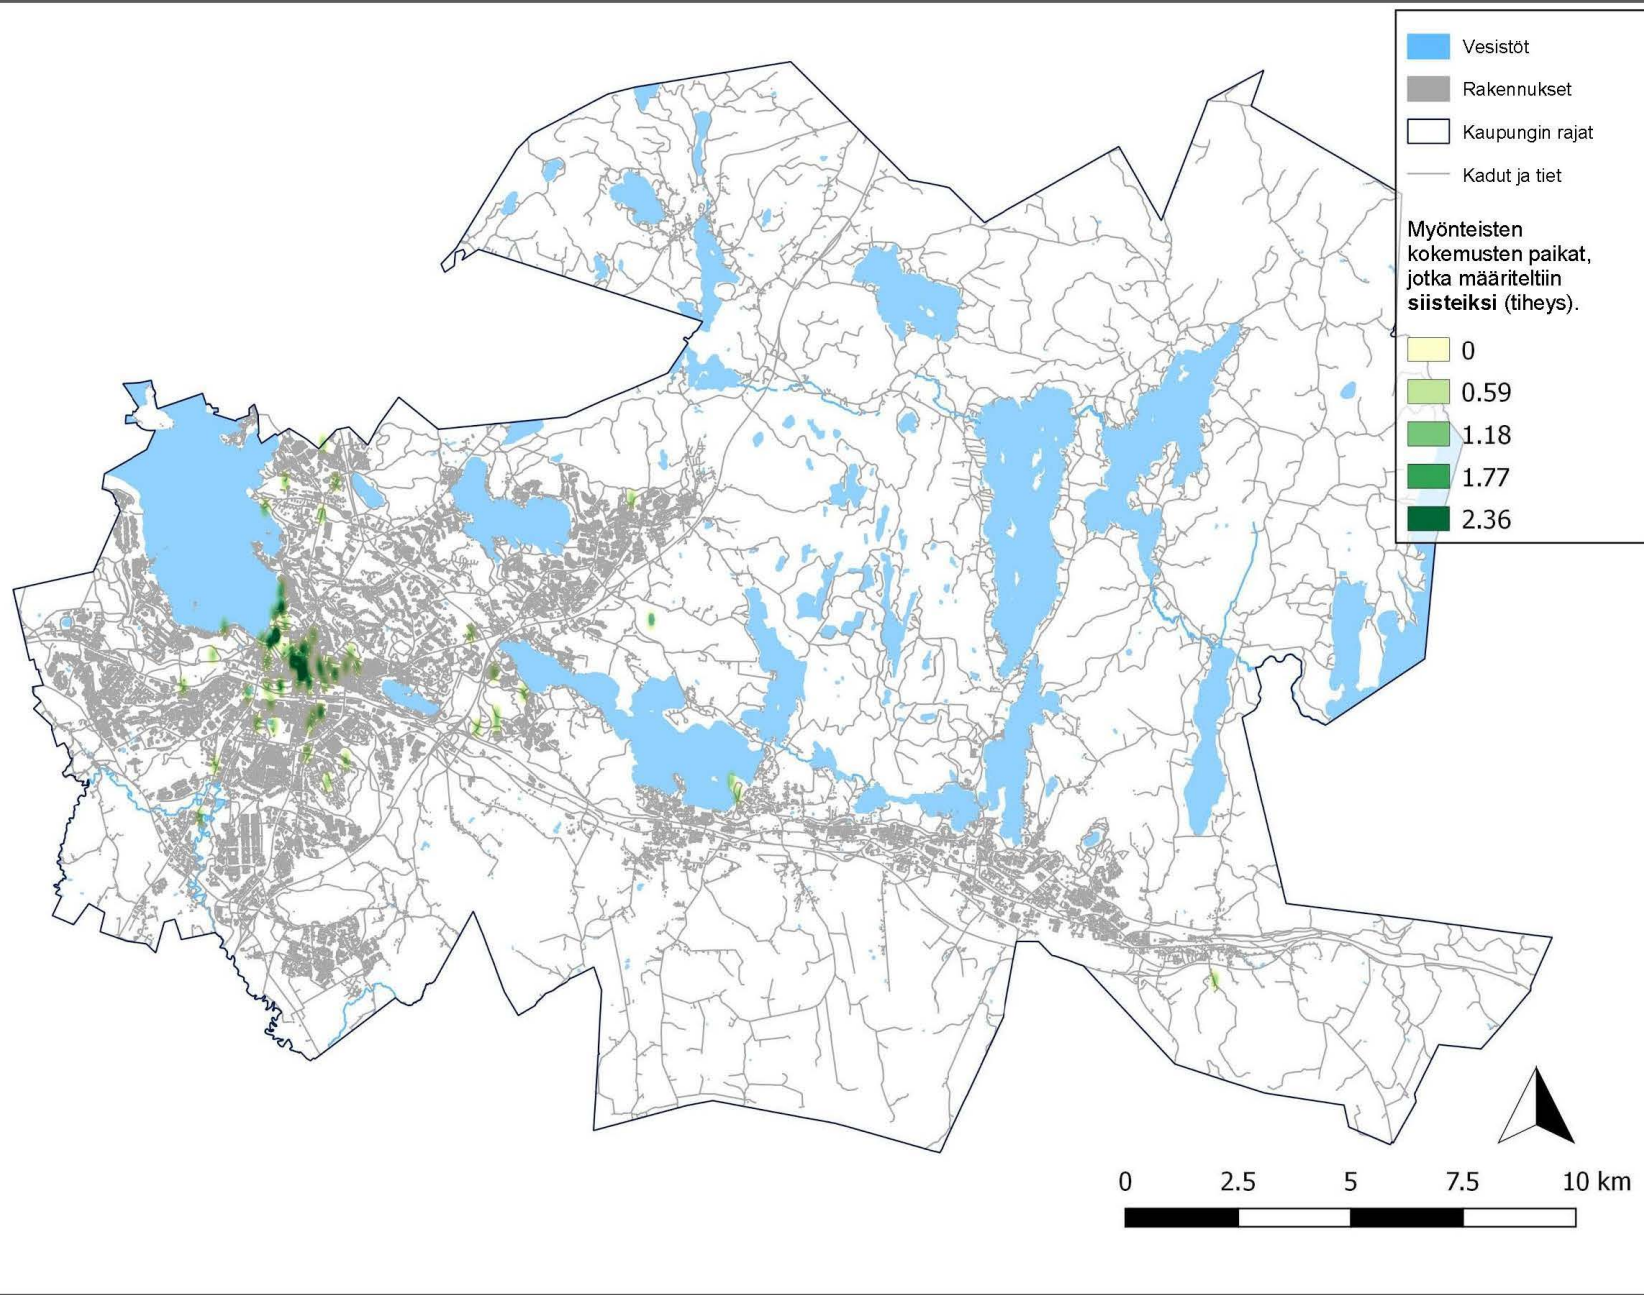 Vesistöt
Rakennukset
Kaupungin rajat
Kadut ja tiet
Myönteisten
kokemusten paikat,
jotka määriteltiin
siisteiksi (tiheys).
0
0.59
1.18
1.77
2.36
0 2.5 5 7.5 10 km